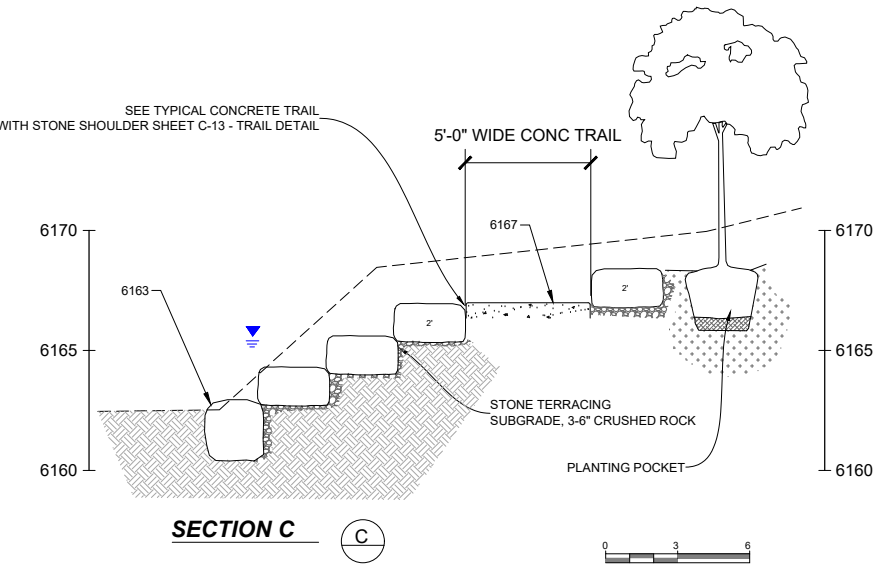 SEE TYPICAL CONCRETE TRAIL
WITH STONE SHOULDER SHEET C-13 - TRAIL DETAIL
5'-0" WIDE CONC TRAIL
6170
6167
6170
6163
2'
2'
6165
6165
STONE TERRACING
SUBGRADE, 3-6" CRUSHED ROCK
6160
PLANTING POCKET
6160
SECTION C
C
0 3 6